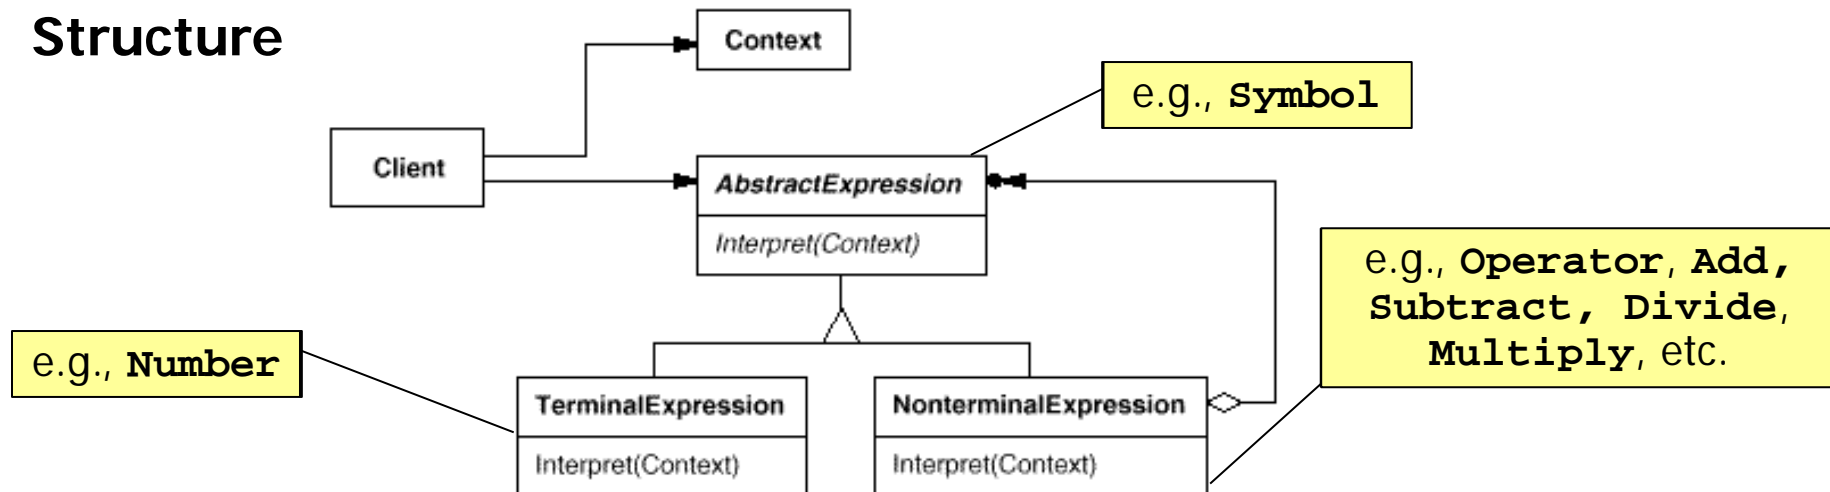 Structure
Context
e.g., Symbol
Client
AbstractExpression
Interpret(Context)
e.g., Operator, Add,
Subtract, Divide,
Multiply, etc.
e.g., Number
TerminalExpression
Interpret(Context)
NonterminalExpression
Interpret(Context)